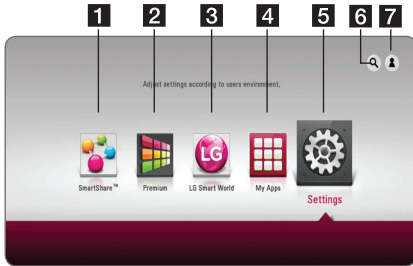 1 2 3 4 5 6 7
Adjust settings according to users environment.
LG
SmartShare™ Premium LG Smart World My Apps
Settings